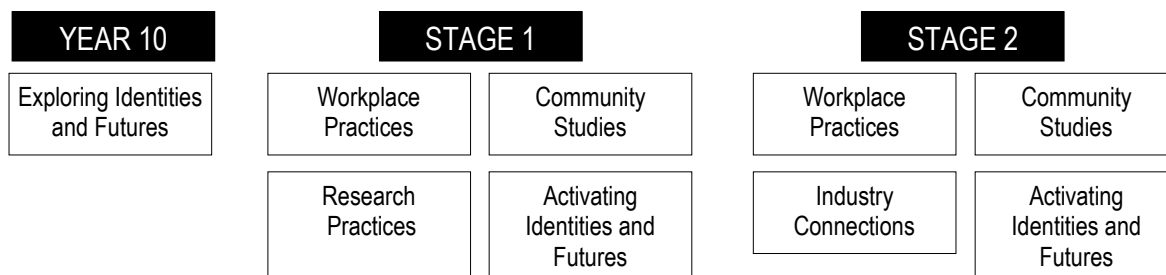 YEAR 10
STAGE 1
STAGE 2
Exploring Identities
and Futures
Workplace
Practices
Community
Studies
Workplace
Practices
Community
Studies
Research
Practices
Activating
Identities and
Futures
Industry
Connections
Activating
Identities and
Futures